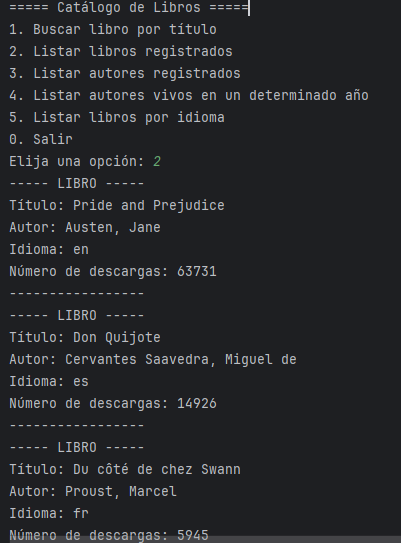 ===== Catálogo de Libros =====
1. Buscar libro por título
2. Listar libros registrados
3. Listar autores registrados
4. Listar autores vivos en un determinado año
5. Listar libros por idioma
0. Salir
Elija una opción: 2
----- LIBRO -----
Título: Pride and Prejudice
Autor: Austen, Jane
Idioma: en
Número de descargas: 63731
-----------------
----- LIBRO -----
Título: Don Quijote
Autor: Cervantes Saavedra, Miguel de
Idioma: es
Número de descargas: 14926
-----------------
----- LIBRO -----
Título: Du côté de chez Swann
Autor: Proust, Marcel
Idioma: fr
Número de descargas: 5945